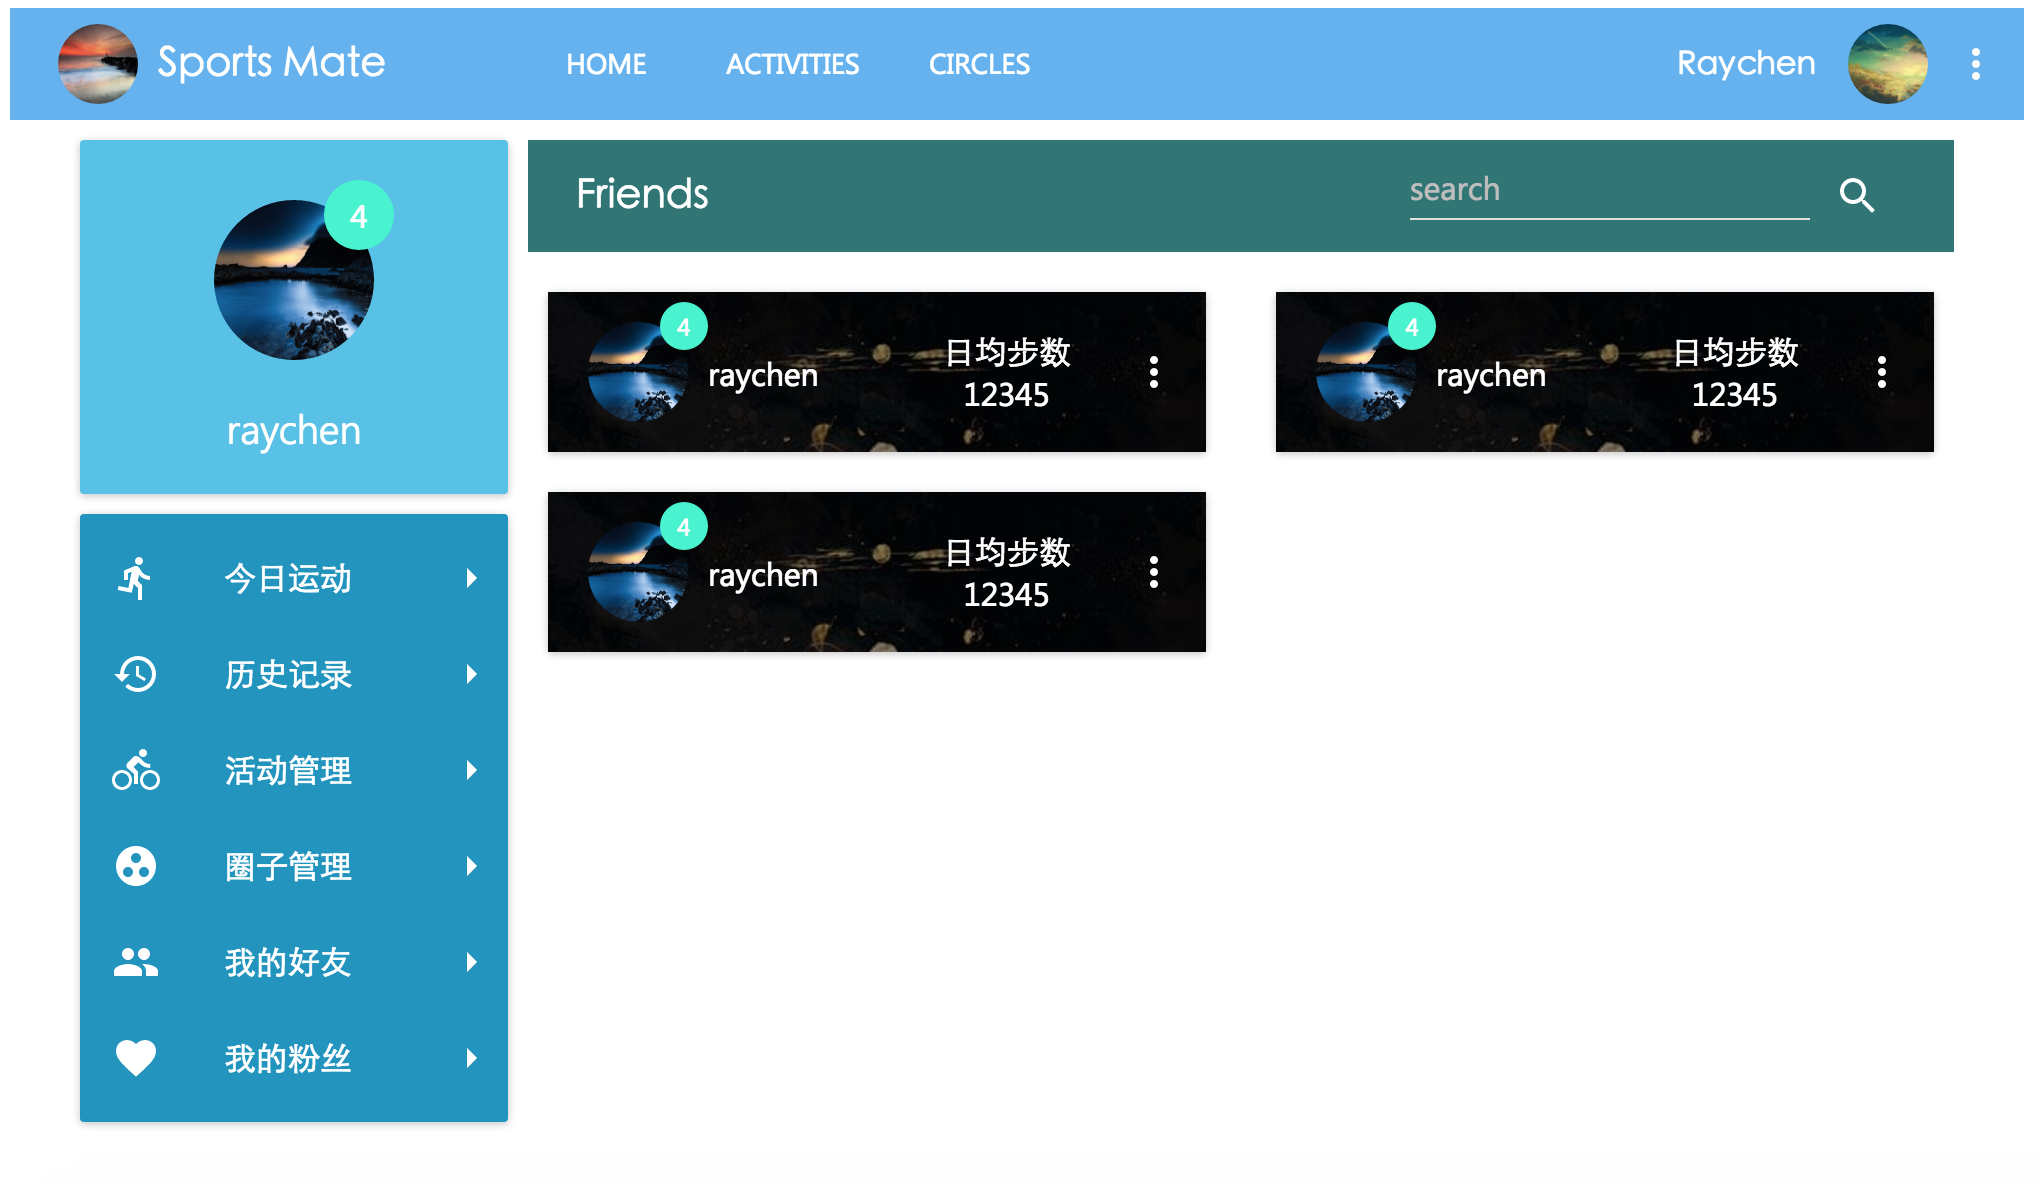 Sports Mate
HOME
ACTIVITIES
CIRCLES
Raychen
4
raychen
今日运动
历史记录
活动管理
圈子管理
我的好友
我的粉丝
Friends
search
4
raychen
日均步数
12345
4
raychen
日均步数
12345
4
raychen
日均步数
12345